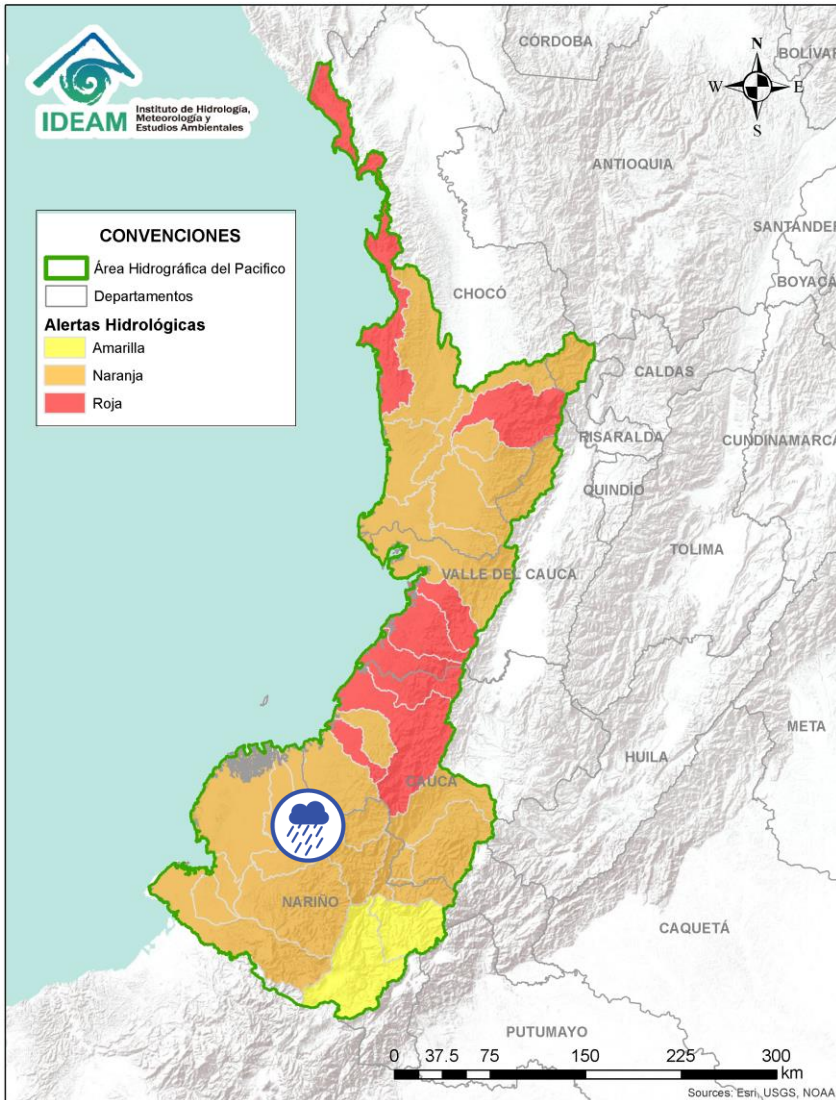 IDEAM
Instituto de Hidrología,
Meteorología y
Estudios Ambientales
CÓRDOBA
BOLÍVAR
N
W
E
S
ANTIOQUIA
CONVENCIONES
Área Hidrográfica del Pacifico
Departamentos
Alertas Hidrológicas
Amarilla
Naranja
Roja
SANTANDER
BOYACÁ
CHOCÓ
CALDAS
RISARALDA
CUNDINAMARCA
QUINDÍO
TOLIMA
VALLE DEL CAUCA
META
HUILA
CAUCA
NARIÑO
CAQUETÁ
PUTUMAYO
0 37.5 75 150 225 300
km
Sources: Esri, USGS, NOAA